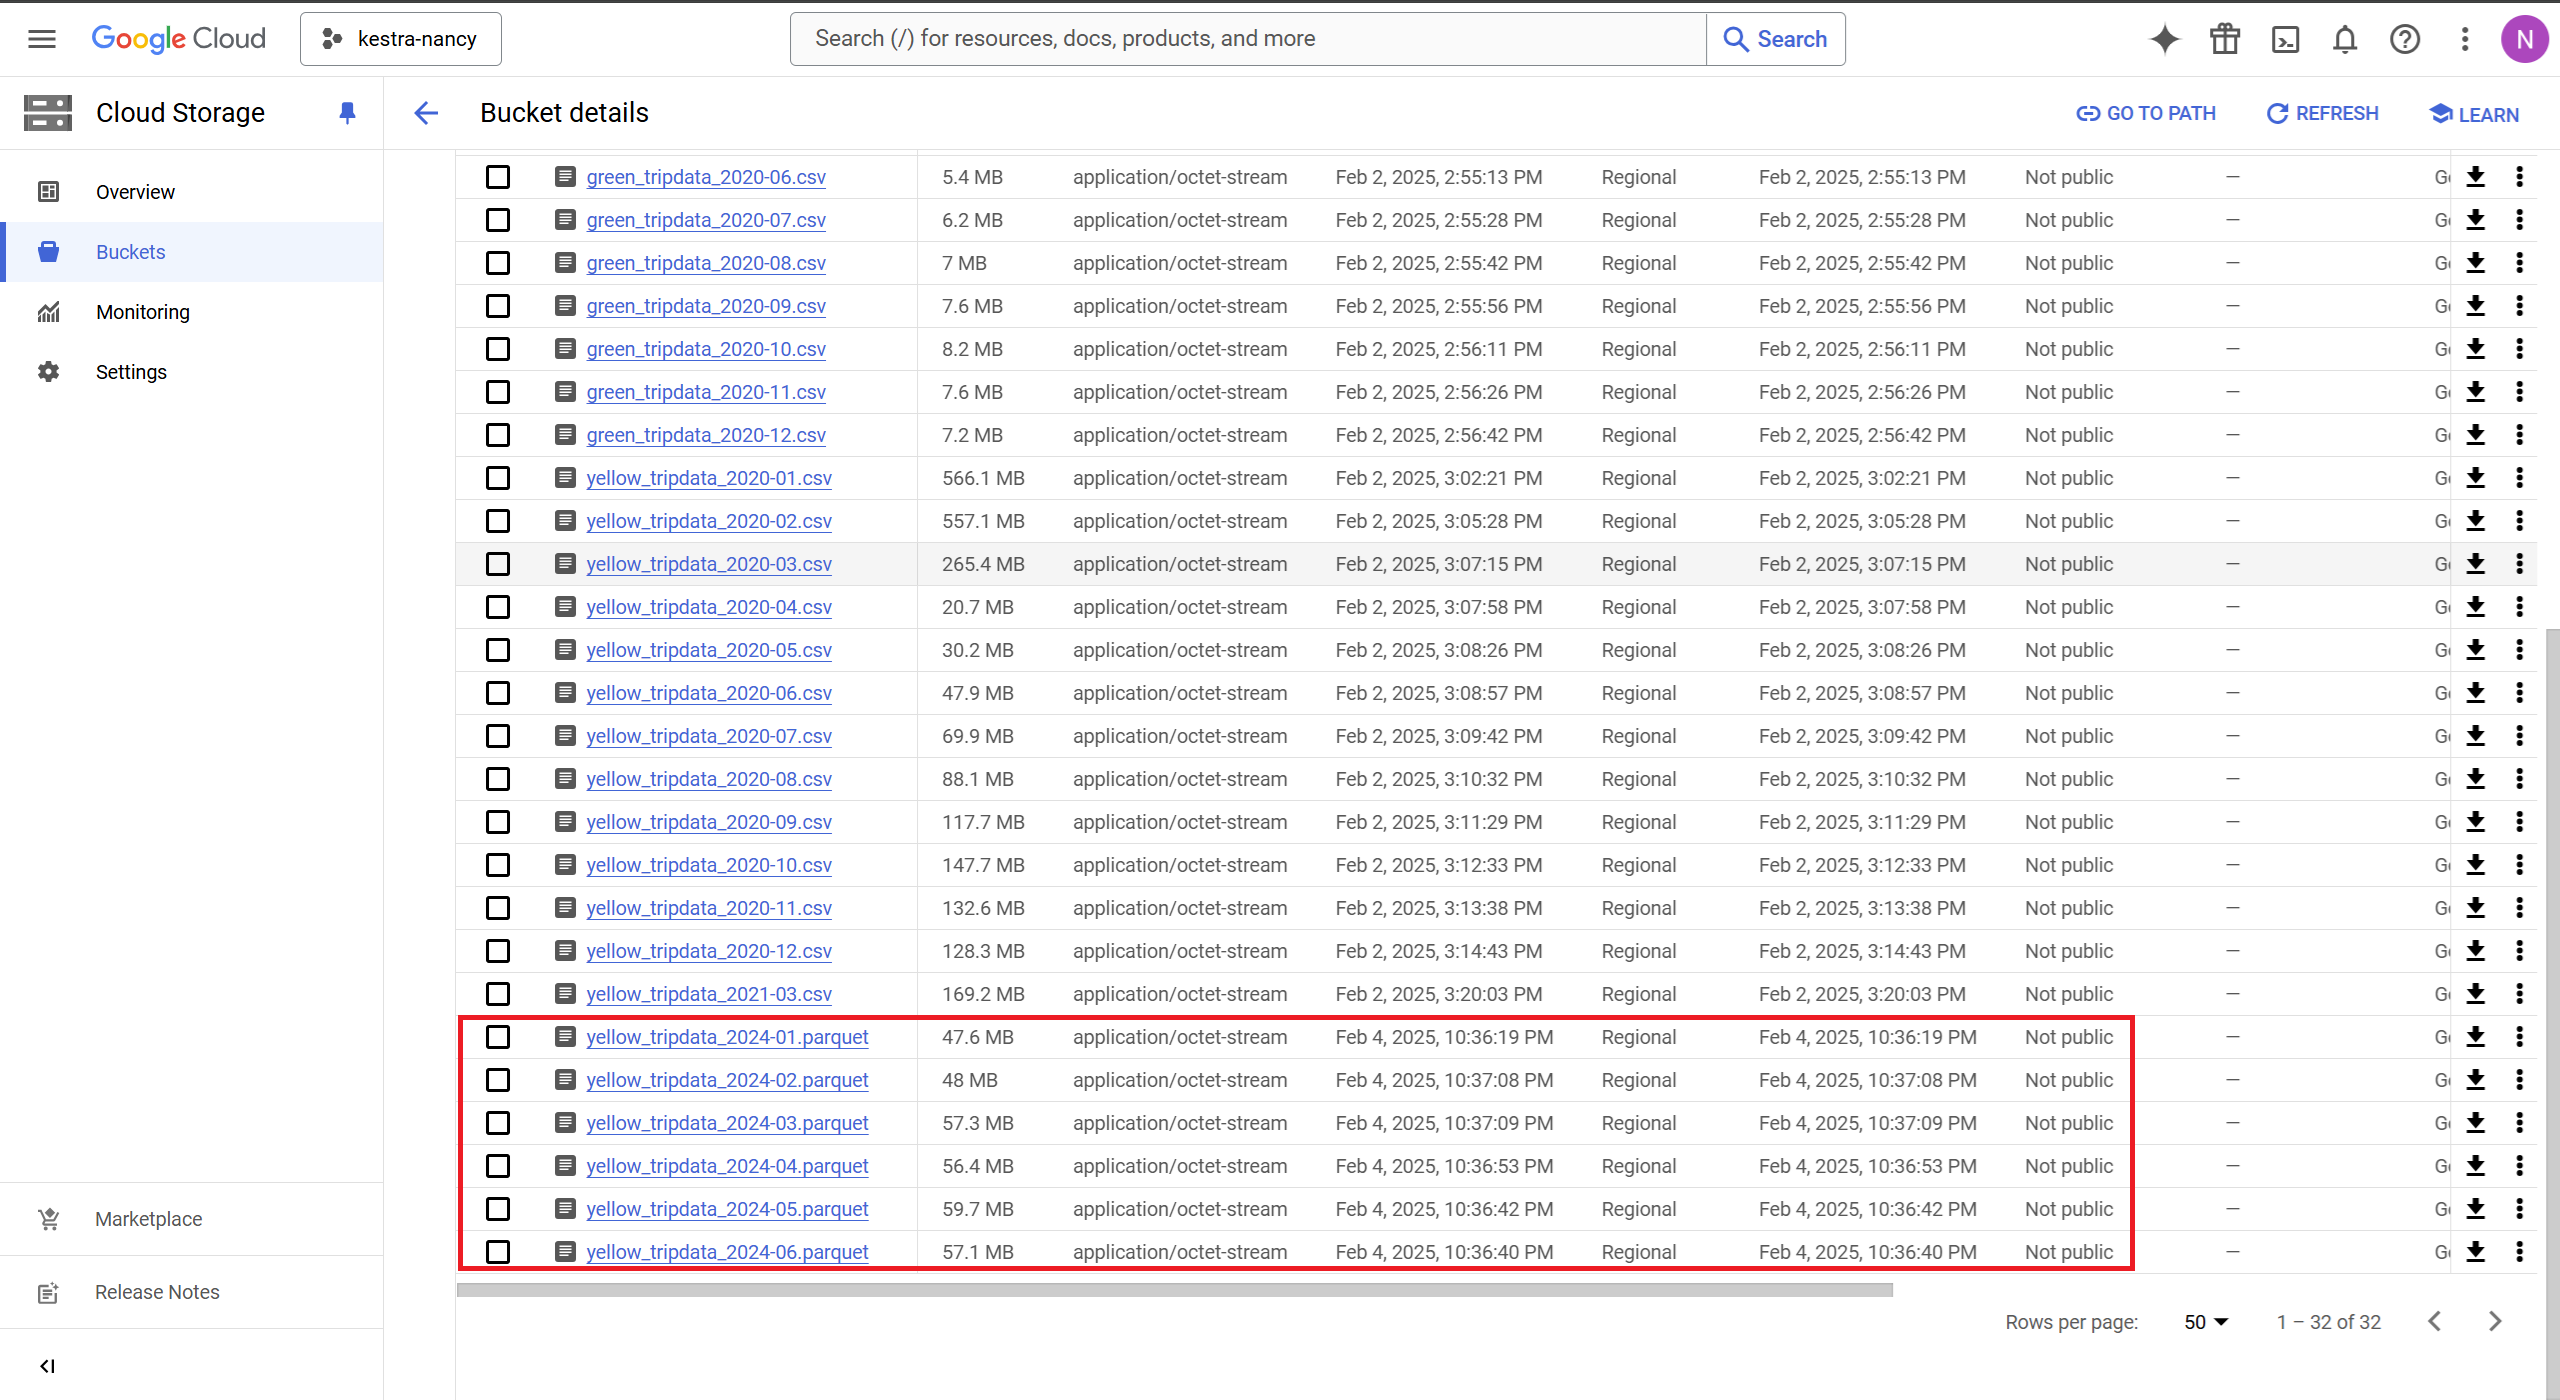 Google Cloud kestra-nancy Search (/) for resources, docs, products, and more Search N
Cloud Storage Bucket details GO TO PATH REFRESH LEARN
Overview
Buckets
Monitoring
Settings
Marketplace
Release Notes
green_tripdata_2020-06.csv 5.4 MB application/octet-stream Feb 2, 2025, 2:55:13 PM Regional Feb 2, 2025, 2:55:13 PM Not public —
green_tripdata_2020-07.csv 6.2 MB application/octet-stream Feb 2, 2025, 2:55:28 PM Regional Feb 2, 2025, 2:55:28 PM Not public —
green_tripdata_2020-08.csv 7 MB application/octet-stream Feb 2, 2025, 2:55:42 PM Regional Feb 2, 2025, 2:55:42 PM Not public —
green_tripdata_2020-09.csv 7.6 MB application/octet-stream Feb 2, 2025, 2:55:56 PM Regional Feb 2, 2025, 2:55:56 PM Not public —
green_tripdata_2020-10.csv 8.2 MB application/octet-stream Feb 2, 2025, 2:56:11 PM Regional Feb 2, 2025, 2:56:11 PM Not public —
green_tripdata_2020-11.csv 7.6 MB application/octet-stream Feb 2, 2025, 2:56:26 PM Regional Feb 2, 2025, 2:56:26 PM Not public —
green_tripdata_2020-12.csv 7.2 MB application/octet-stream Feb 2, 2025, 2:56:42 PM Regional Feb 2, 2025, 2:56:42 PM Not public —
yellow_tripdata_2020-01.csv 566.1 MB application/octet-stream Feb 2, 2025, 3:02:21 PM Regional Feb 2, 2025, 3:02:21 PM Not public —
yellow_tripdata_2020-02.csv 557.1 MB application/octet-stream Feb 2, 2025, 3:05:28 PM Regional Feb 2, 2025, 3:05:28 PM Not public —
yellow_tripdata_2020-03.csv 265.4 MB application/octet-stream Feb 2, 2025, 3:07:15 PM Regional Feb 2, 2025, 3:07:15 PM Not public —
yellow_tripdata_2020-04.csv 20.7 MB application/octet-stream Feb 2, 2025, 3:07:58 PM Regional Feb 2, 2025, 3:07:58 PM Not public —
yellow_tripdata_2020-05.csv 30.2 MB application/octet-stream Feb 2, 2025, 3:08:26 PM Regional Feb 2, 2025, 3:08:26 PM Not public —
yellow_tripdata_2020-06.csv 47.9 MB application/octet-stream Feb 2, 2025, 3:08:57 PM Regional Feb 2, 2025, 3:08:57 PM Not public —
yellow_tripdata_2020-07.csv 69.9 MB application/octet-stream Feb 2, 2025, 3:09:42 PM Regional Feb 2, 2025, 3:09:42 PM Not public —
yellow_tripdata_2020-08.csv 88.1 MB application/octet-stream Feb 2, 2025, 3:10:32 PM Regional Feb 2, 2025, 3:10:32 PM Not public —
yellow_tripdata_2020-09.csv 117.7 MB application/octet-stream Feb 2, 2025, 3:11:29 PM Regional Feb 2, 2025, 3:11:29 PM Not public —
yellow_tripdata_2020-10.csv 147.7 MB application/octet-stream Feb 2, 2025, 3:12:33 PM Regional Feb 2, 2025, 3:12:33 PM Not public —
yellow_tripdata_2020-11.csv 132.6 MB application/octet-stream Feb 2, 2025, 3:13:38 PM Regional Feb 2, 2025, 3:13:38 PM Not public —
yellow_tripdata_2020-12.csv 128.3 MB application/octet-stream Feb 2, 2025, 3:14:43 PM Regional Feb 2, 2025, 3:14:43 PM Not public —
yellow_tripdata_2021-03.csv 169.2 MB application/octet-stream Feb 2, 2025, 3:20:03 PM Regional Feb 2, 2025, 3:20:03 PM Not public —
yellow_tripdata_2024-01.parquet 47.6 MB application/octet-stream Feb 4, 2025, 10:36:19 PM Regional Feb 4, 2025, 10:36:19 PM Not public —
yellow_tripdata_2024-02.parquet 48 MB application/octet-stream Feb 4, 2025, 10:37:08 PM Regional Feb 4, 2025, 10:37:08 PM Not public —
yellow_tripdata_2024-03.parquet 57.3 MB application/octet-stream Feb 4, 2025, 10:37:09 PM Regional Feb 4, 2025, 10:37:09 PM Not public —
yellow_tripdata_2024-04.parquet 56.4 MB application/octet-stream Feb 4, 2025, 10:36:53 PM Regional Feb 4, 2025, 10:36:53 PM Not public —
yellow_tripdata_2024-05.parquet 59.7 MB application/octet-stream Feb 4, 2025, 10:36:42 PM Regional Feb 4, 2025, 10:36:42 PM Not public —
yellow_tripdata_2024-06.parquet 57.1 MB application/octet-stream Feb 4, 2025, 10:36:40 PM Regional Feb 4, 2025, 10:36:40 PM Not public —
Rows per page: 50 1 – 32 of 32